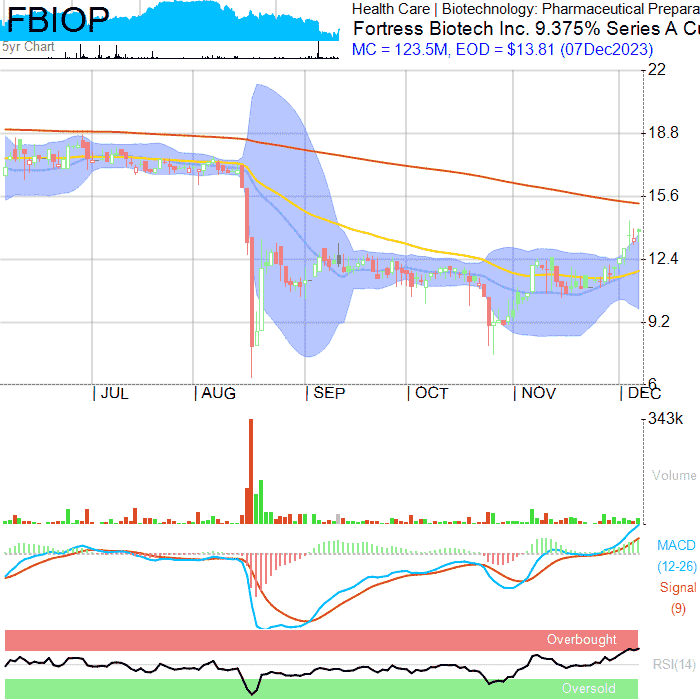 FBIOP
Health Care | Biotechnology: Pharmaceutical Prepara
Fortress Biotech Inc. 9.375% Series A Cu
MC = 123.5M, EOD = $13.81 (07Dec2023)
5yr Chart
22
18.8
15.6
12.4
9.2
6
| JUL | AUG | SEP | OCT | NOV | DEC
343k
Volume
MACD
(12-26)
Signal
(9)
Overbought
RSI(14)
Oversold